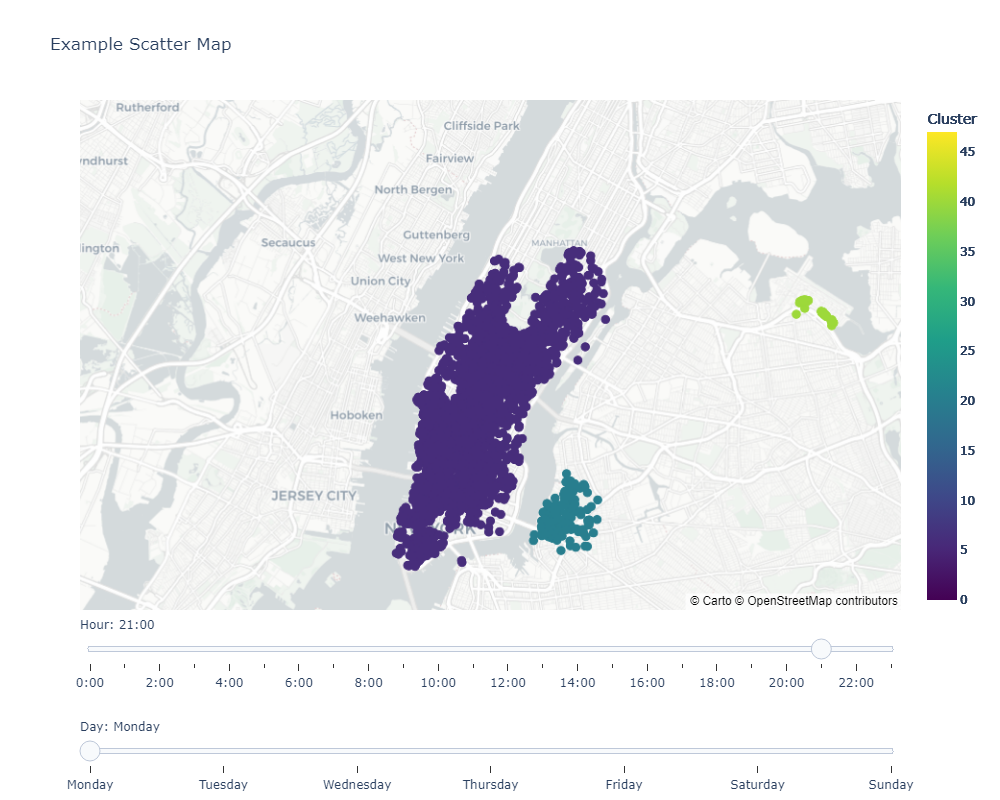 Example Scatter Map
Rutherford
Cliffside Park
Cluster
45
ndhurst
Fairview
North Bergen
40
Guttenberg
MANHATTAN
Secaucus
ington
35
West New York
Union City
30
Weehawken
25
20
Hoboken
15
JERSEY CITY
10
NEW YORK
5
0
© Carto © OpenStreetMap contributors
Hour: 21:00
0:00 2:00 4:00 6:00 8:00 10:00 12:00 14:00 16:00 18:00 20:00 22:00
Day: Monday
Monday Tuesday Wednesday Thursday Friday Saturday Sunday